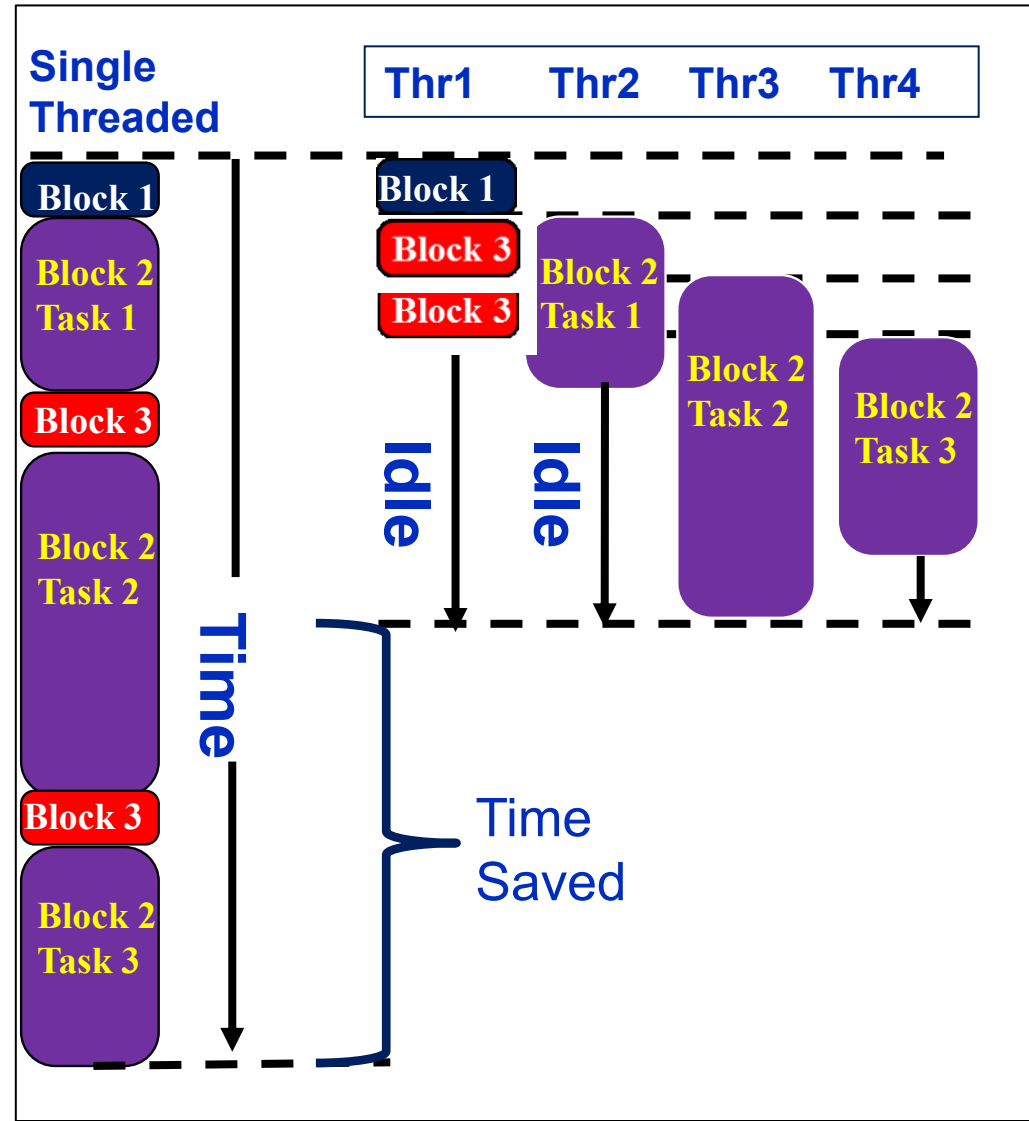 Single
Threaded
Thr1 Thr2 Thr3 Thr4
Block 1
Block 2
Task 1
Block 3
Block 2
Task 2
Block 3
Block 2
Task 3
Time
Block 1
Block 3
Block 3
Idle
Block 2
Task 1
Idle
Block 2
Task 2
Block 2
Task 3
Time
Saved